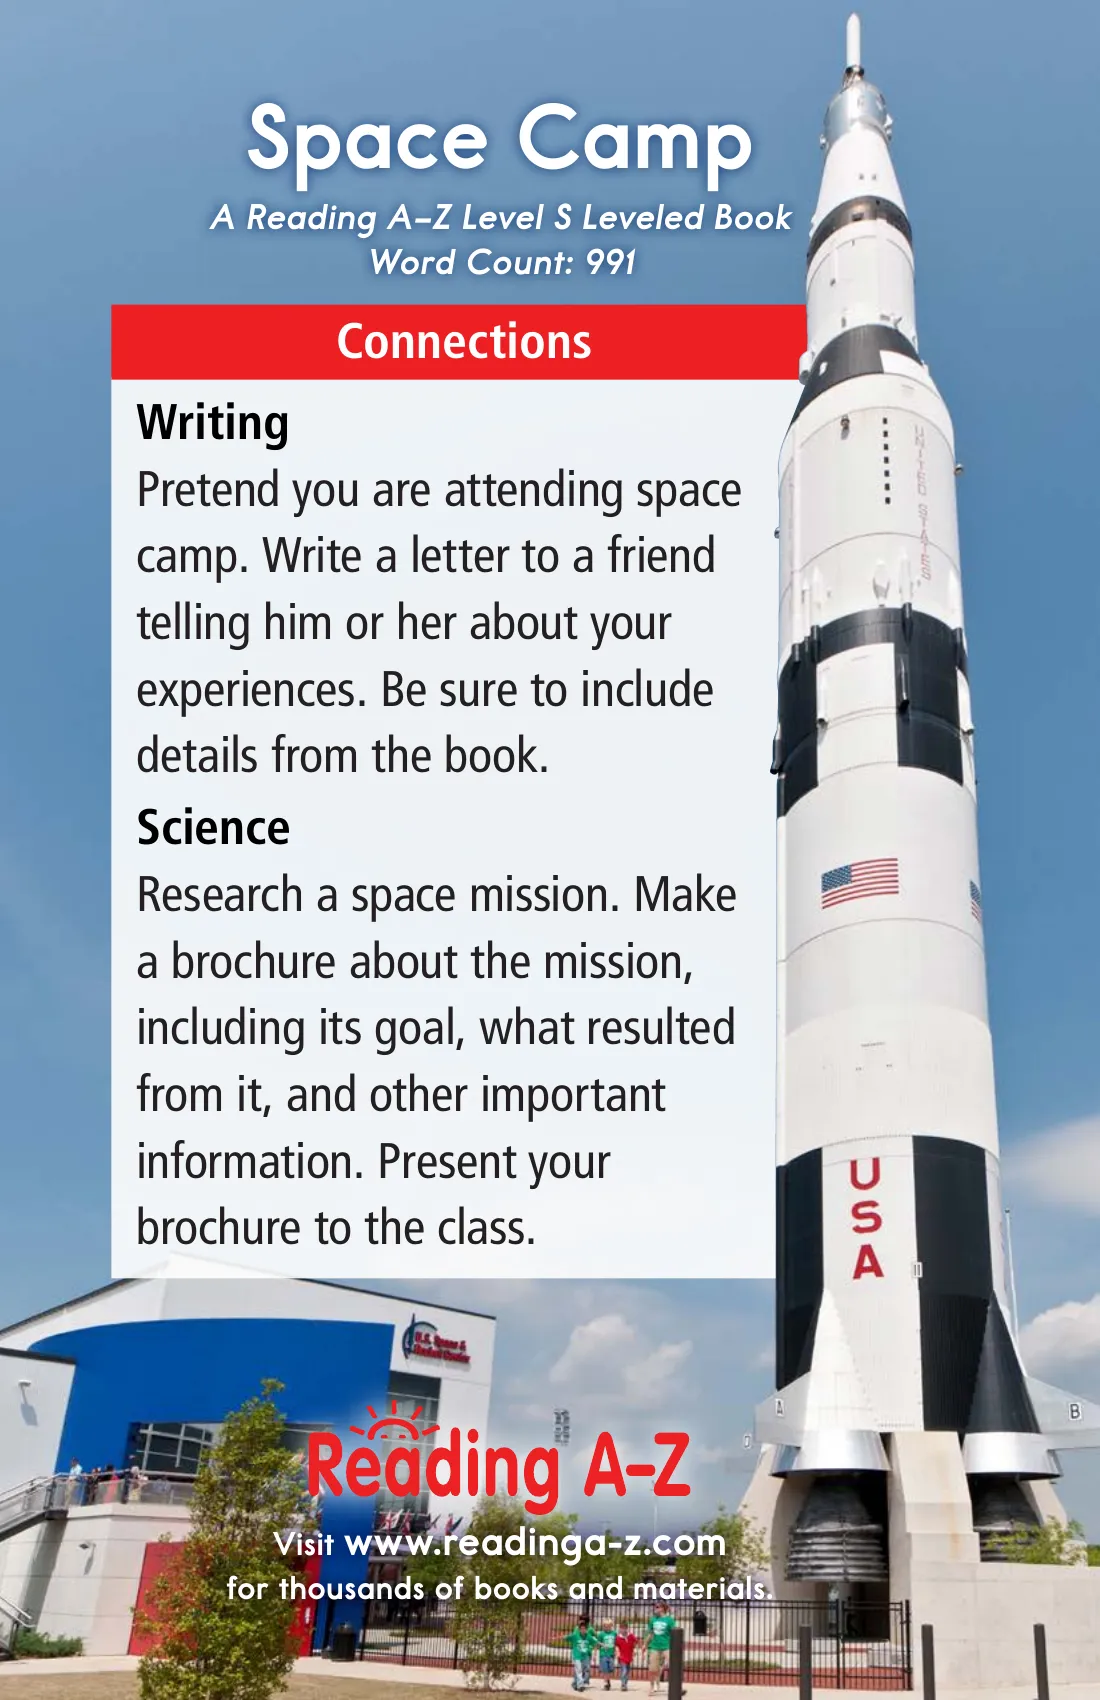 Space Camp
A Reading A–Z Level S Leveled Book
Word Count: 991
Connections
Writing
Pretend you are attending space
camp. Write a letter to a friend
telling him or her about your
experiences. Be sure to include
details from the book.
Science
Research a space mission. Make
a brochure about the mission,
including its goal, what resulted
from it, and other important
information. Present your
brochure to the class.
UNITED STATES
USA
II
A
B
D
U.S. Space &
Rocket Center
Reading A–Z
Visit www.readinga-z.com
for thousands of books and materials.